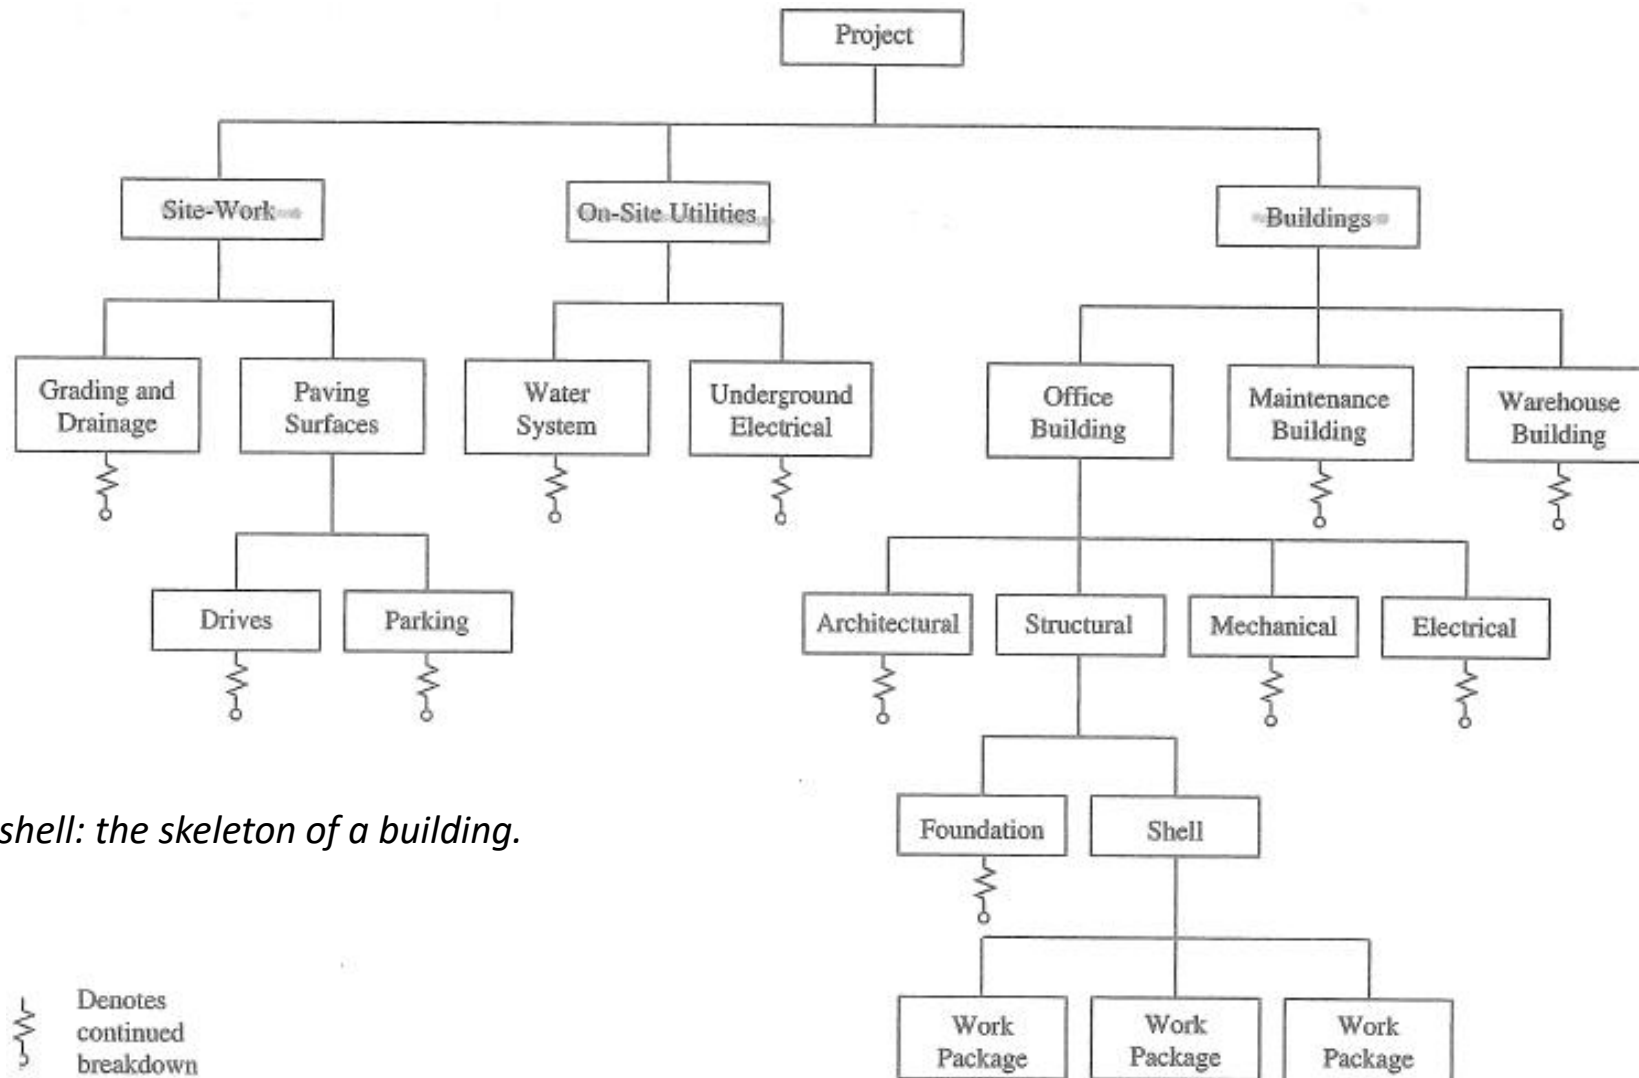 Project
Site-Work
On-Site Utilities
Buildings
Grading and
Drainage
Paving
Surfaces
Water
System
Underground
Electrical
Office
Building
Maintenance
Building
Warehouse
Building
Drives
Parking
Architectural
Structural
Mechanical
Electrical
Foundation
Shell
shell: the skeleton of a building.
Work
Package
Work
Package
Work
Package
Denotes
continued
breakdown